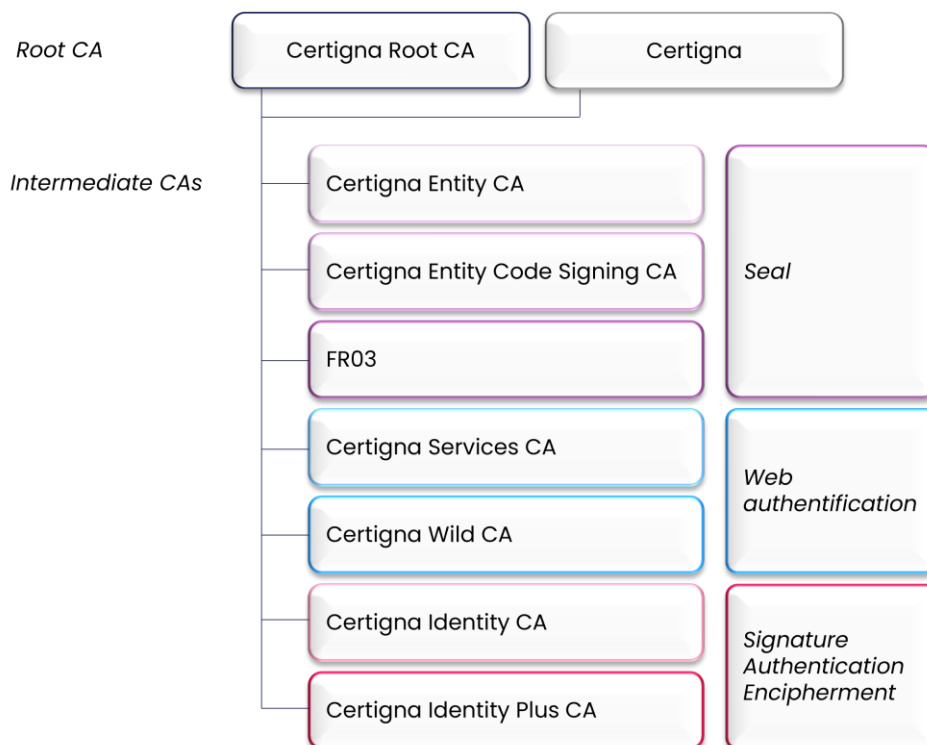 Root CA
Certigna Root CA
Certigna
Intermediate CAs
Certigna Entity CA
Certigna Entity Code Signing CA
Seal
FR03
Certigna Services CA
Web
authentification
Certigna Wild CA
Certigna Identity CA
Signature
Authentication
Encipherment
Certigna Identity Plus CA